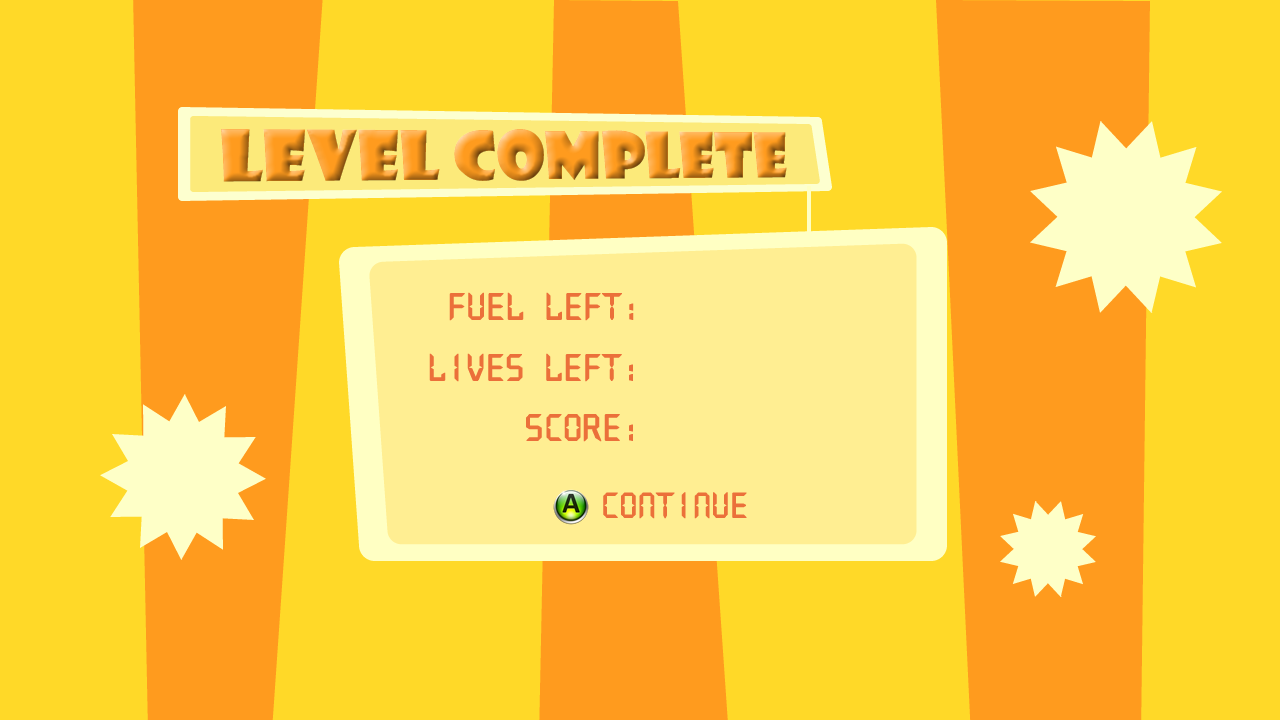 LEVEL COMPLETE
FUEL LEFT:
LIVES LEFT:
SCORE:
A CONTINUE